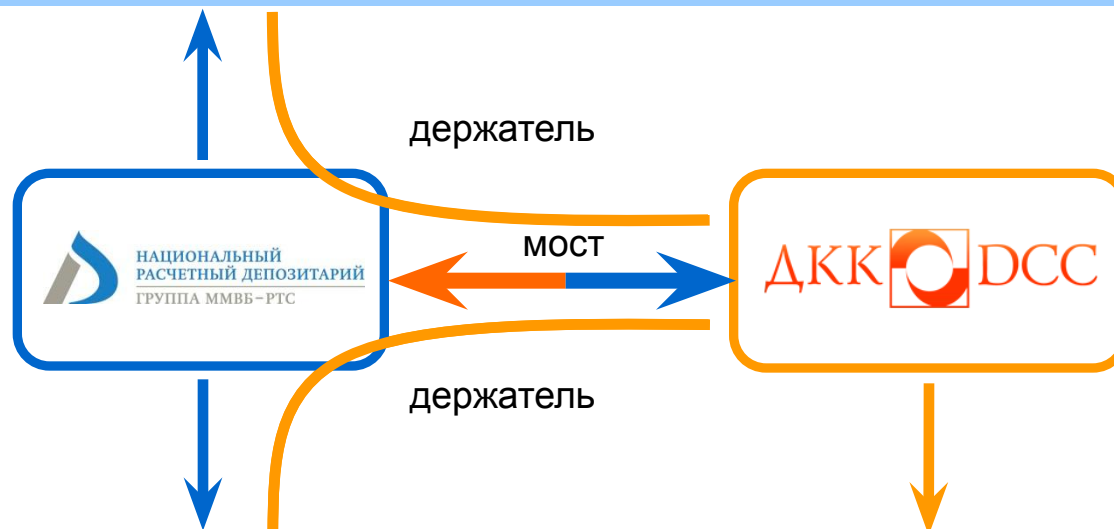 держатель
мост
НАЦИОНАЛЬНЫЙ
РАСЧЕТНЫЙ ДЕПОЗИТАРИЙ
ГРУППА ММВБ-РТС
ДКК DCC
держатель